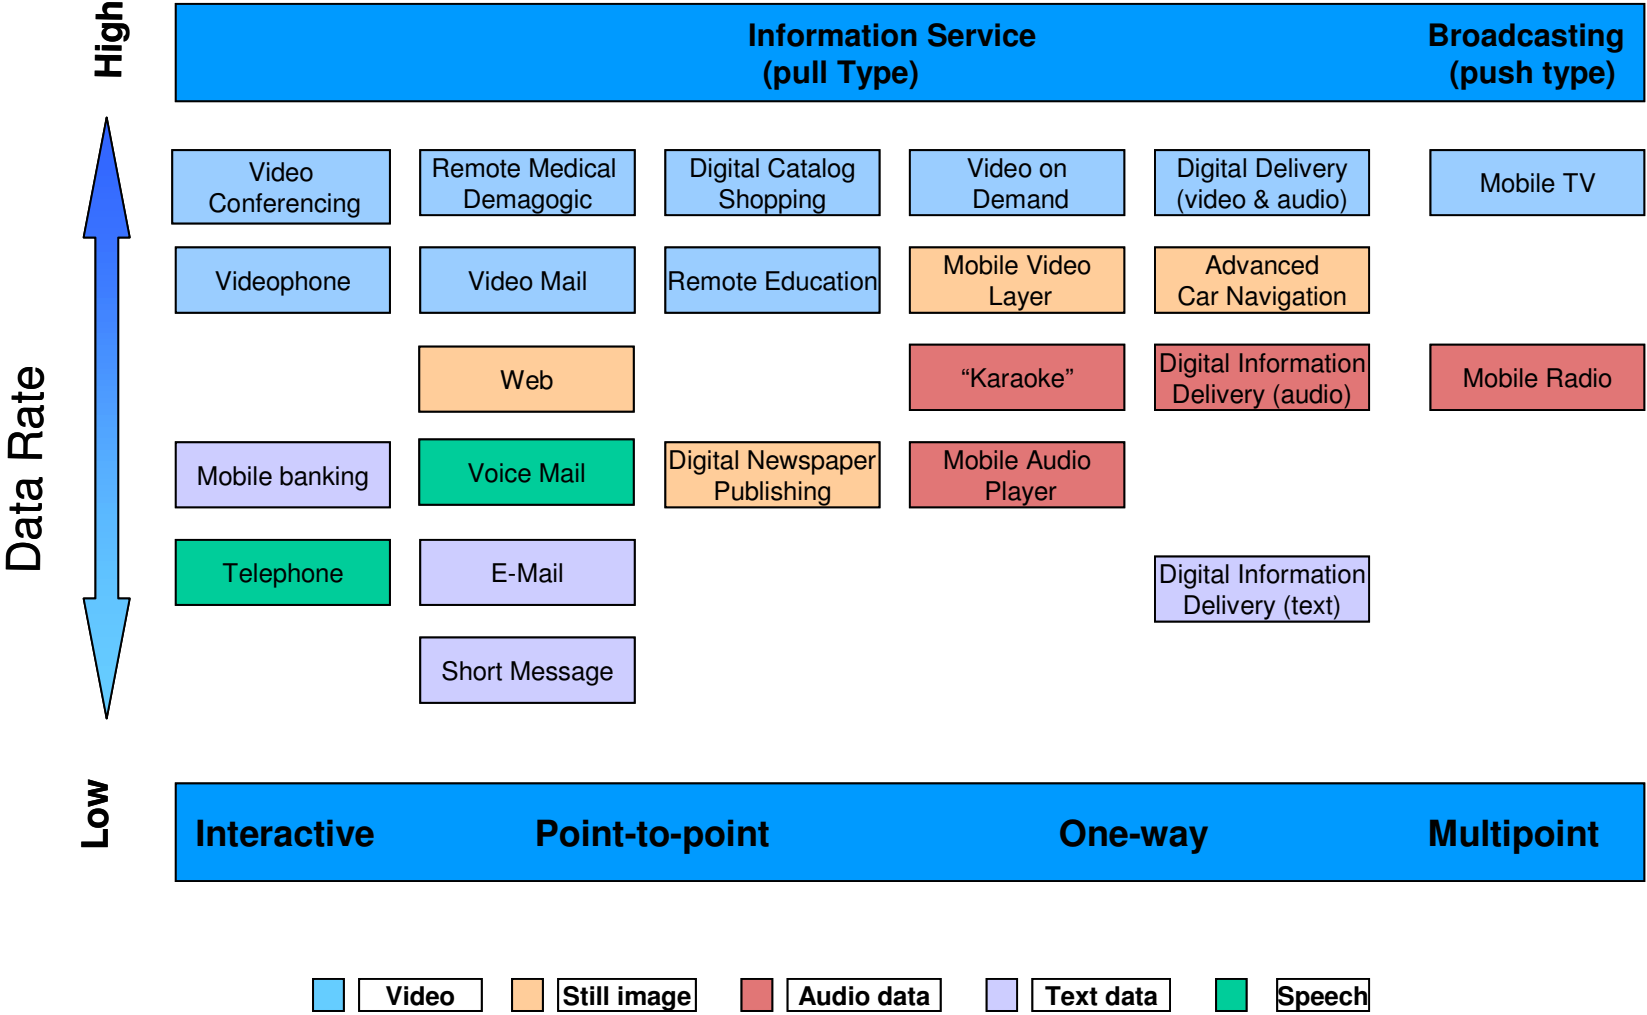 High
Information Service
(pull Type)
Broadcasting
(push type)
Video
Conferencing
Remote Medical
Demagogic
Digital Catalog
Shopping
Video on
Demand
Digital Delivery
(video & audio)
Mobile TV
Videophone
Video Mail
Remote Education
Mobile Video
Layer
Advanced
Car Navigation
Data Rate
Web
“Karaoke”
Digital Information
Delivery (audio)
Mobile Radio
Mobile banking
Voice Mail
Digital Newspaper
Publishing
Mobile Audio
Player
Telephone
E-Mail
Digital Information
Delivery (text)
Short Message
Low
Interactive
Point-to-point
One-way
Multipoint
Video
Still image
Audio data
Text data
Speech